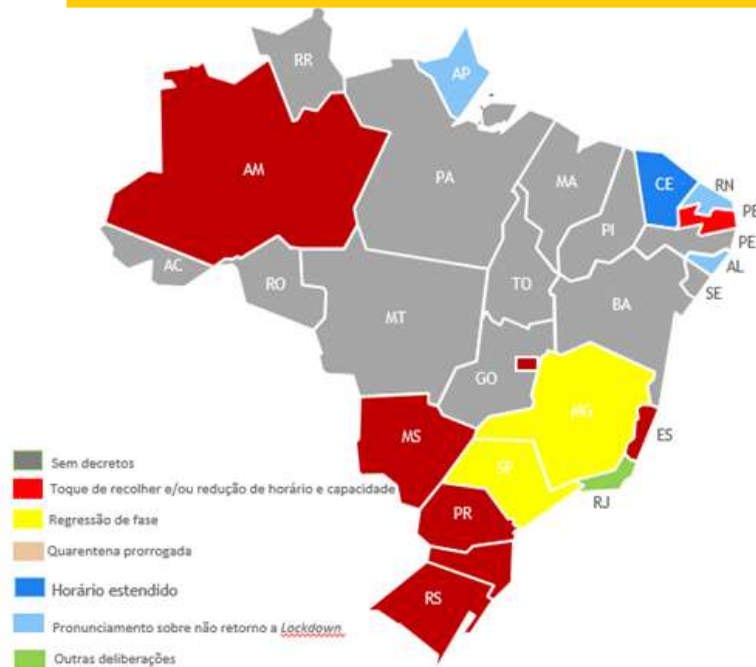 RR
AP
AM
PA
MA
CE
RN
PB
PI
PE
AL
AC
SE
TO
RO
BA
MT
GO
MG
MS
ES
SP
RJ
PR
RS
Sem decretos
Toque de recolher e/ou redução de horário e capacidade
Regressão de fase
Quarentena prorrogada
Horário estendido
Pronunciamento sobre não retorno a Lockdown
Outras deliberações